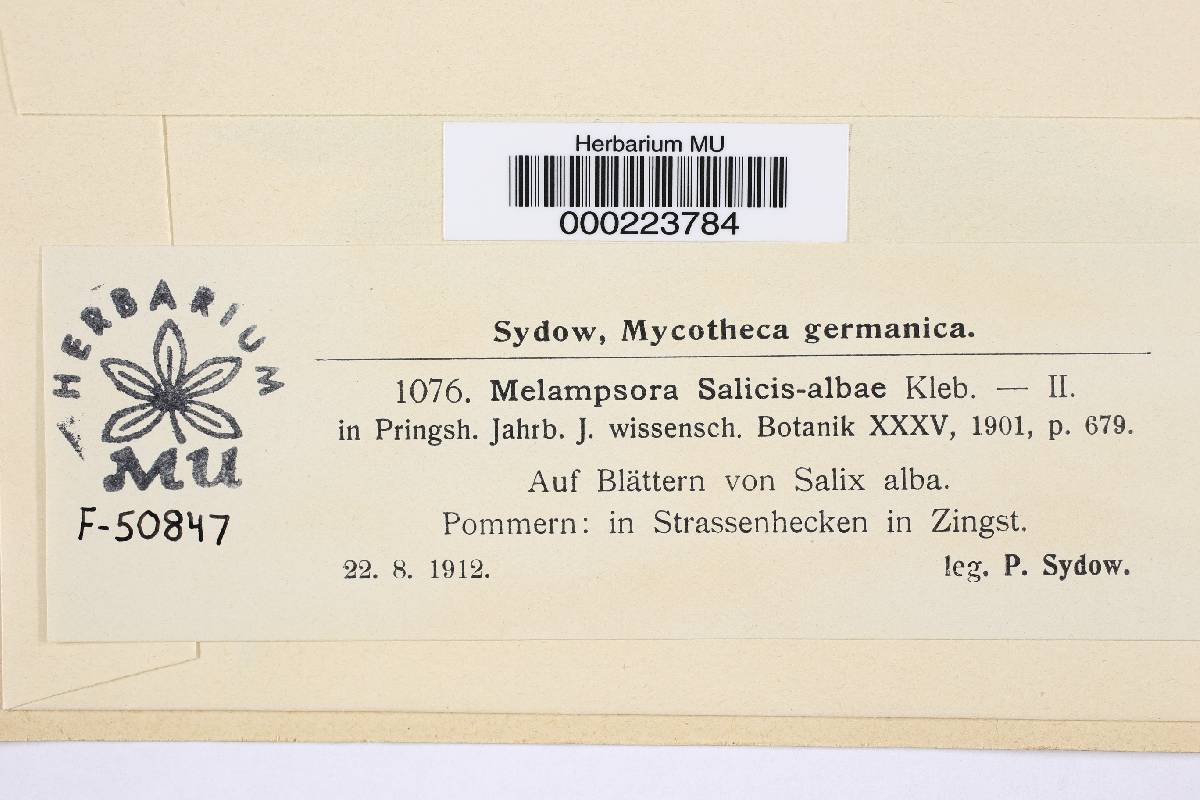 Herbarium MU
000223784
HERBARIUM
MU
F-50847
Sydow, Mycotheca germanica.
1076. Melampsora Salicis-albae Kleb. — II.
in Pringsh. Jahrb. J. wissensch. Botanik XXXV, 1901, p. 679.
Auf Blättern von Salix alba.
Pommern: in Strassenhecken in Zingst.
22. 8. 1912. leg. P. Sydow.